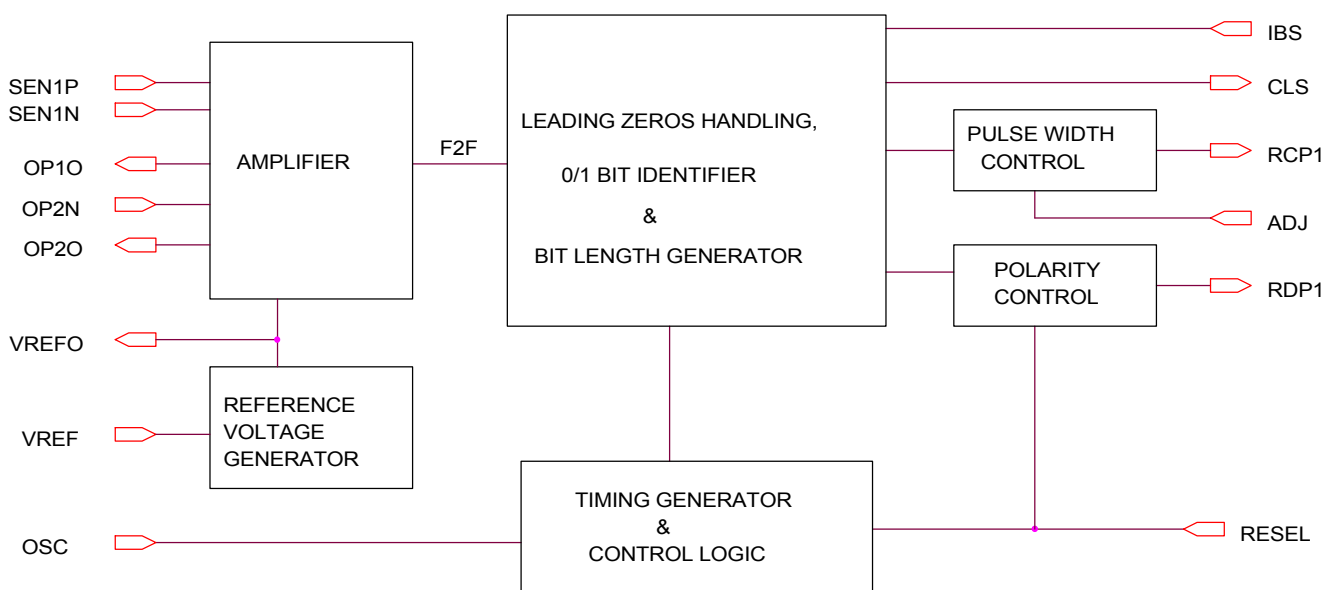 SEN1P
SEN1N
OP1O
OP2N
OP2O
VREFO
VREF
OSC
AMPLIFIER
REFERENCE
VOLTAGE
GENERATOR
F2F
LEADING ZEROS HANDLING,
0/1 BIT IDENTIFIER
&
BIT LENGTH GENERATOR
TIMING GENERATOR
&
CONTROL LOGIC
PULSE WIDTH
CONTROL
POLARITY
CONTROL
IBS
CLS
RCP1
ADJ
RDP1
RESEL